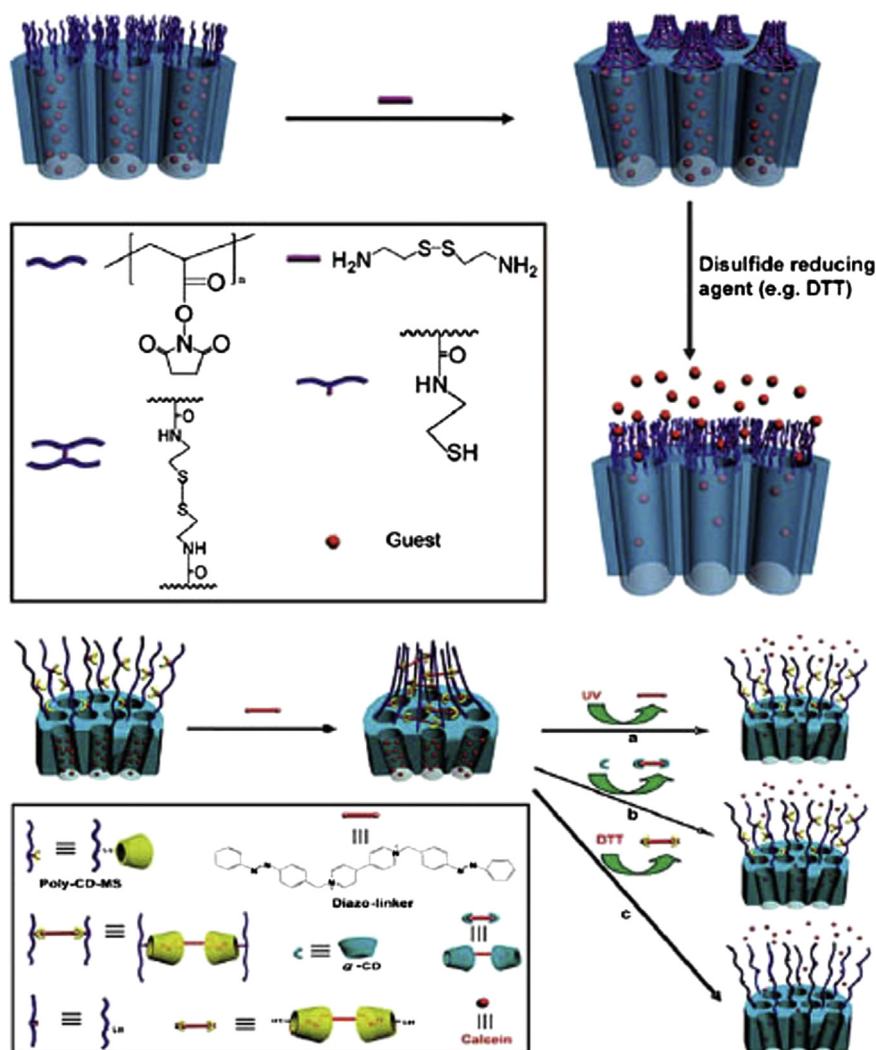 Disulfide reducing
agent (e.g. DTT)
n
O
O
N
O
O
H₂N
S-S
NH₂
O
HN
SH
O
HN
S
S
NH
O
Guest
UV
a
b
DTT
c
Poly-CD-MS
N
N
N
N
N
N
Diazo-linker
α-CD
Calcein